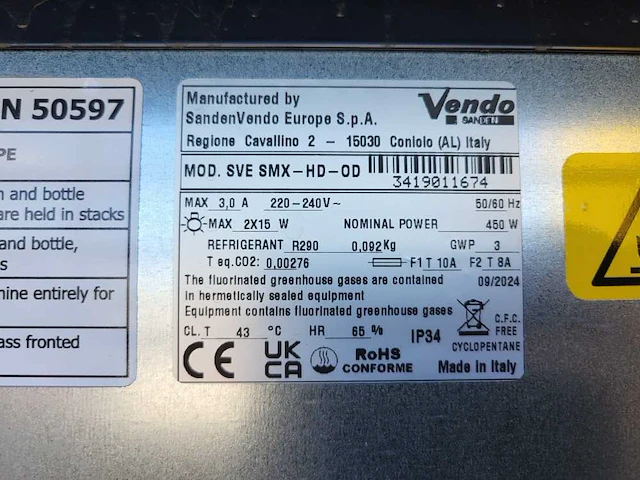 N 50597
PE
n and bottle
are held in stacks
and bottle,
s
ine entirely for
ass fronted
Manufactured by
SandenVendo Europe S.p.A.
Vendo
SANDEN
Regione Cavallino 2 - 15030 Coniolo (AL) Italy
MOD. SVE SMX-HD-OD
3419011674
MAX 3,0 A 220-240V~ 50/60 Hz
MAX 2X15 W NOMINAL POWER 450 W
REFRIGERANT R290 0,092Kg GWP 3
T eq.CO2: 0,00276 F1 T 10A F2 T 8A
The fluorinated greenhouse gases are contained
in hermetically sealed equipment
09/2024
Equipment contains fluorinated greenhouse gases
CL. T 43 °C HR 65 % IP34
C.F.C.
FREE
CYCLOPENTANE
CE UK
CA
RoHS
CONFORME
Made in Italy